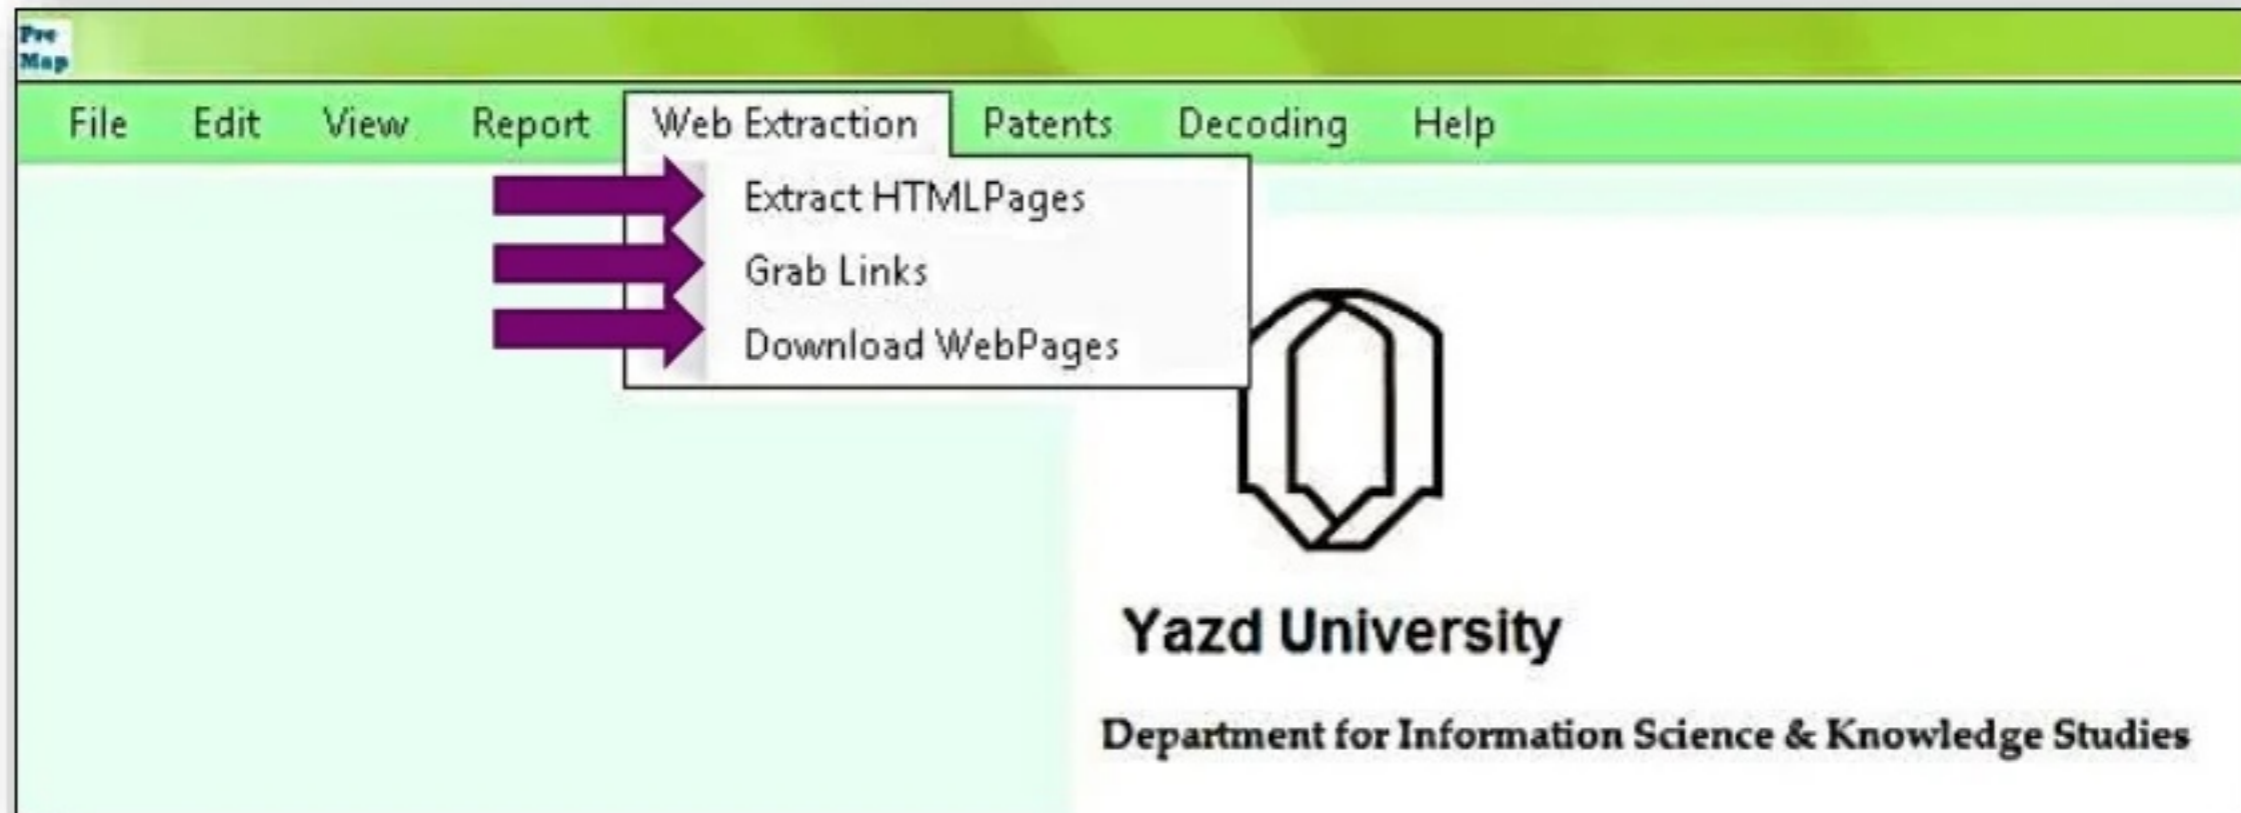 Pre
Map
File Edit View Report Web Extraction Patents Decoding Help
Extract HTMLPages
Grab Links
Download WebPages
Yazd University
Department for Information Science & Knowledge Studies